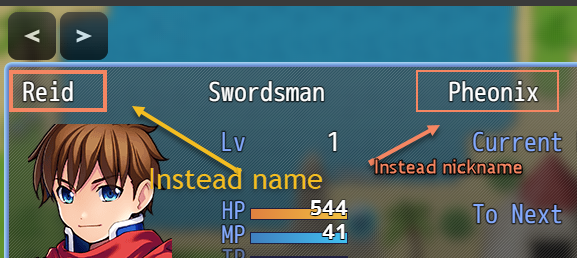 < >
Reid Swordsman Pheonix
Lv 1 Current
Instead nickname
Instead name
HP 544 To Next
MP 41